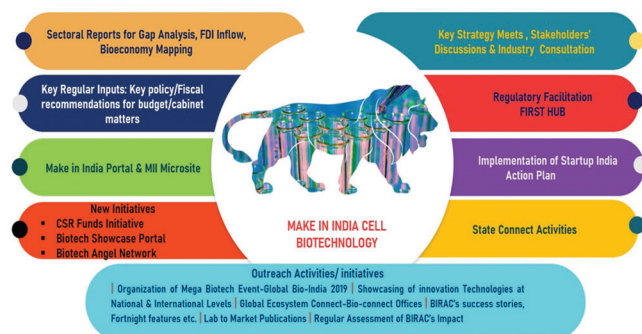 Sectoral Reports for Gap Analysis, FDI Inflow,
Bioeconomy Mapping
Key Regular Inputs: Key policy/Fiscal
recommendations for budget/cabinet
matters
Make in India Portal & MII Microsite
New Initiatives
▪ CSR Funds Initiative
▪ Biotech Showcase Portal
▪ Biotech Angel Network
MAKE IN INDIA CELL
BIOTECHNOLOGY
Key Strategy Meets , Stakeholders'
Discussions & Industry Consultation
Regulatory Facilitation
FIRST HUB
Implementation of Startup India
Action Plan
State Connect Activities
Outreach Activities/ initiatives
| Organization of Mega Biotech Event-Global Bio-India 2019 | Showcasing of innovation Technologies at
National & International Levels | Global Ecosystem Connect-Bio-connect Offices | BIRAC's success stories,
Fortnight features etc. | Lab to Market Publications | Regular Assessment of BIRAC's Impact